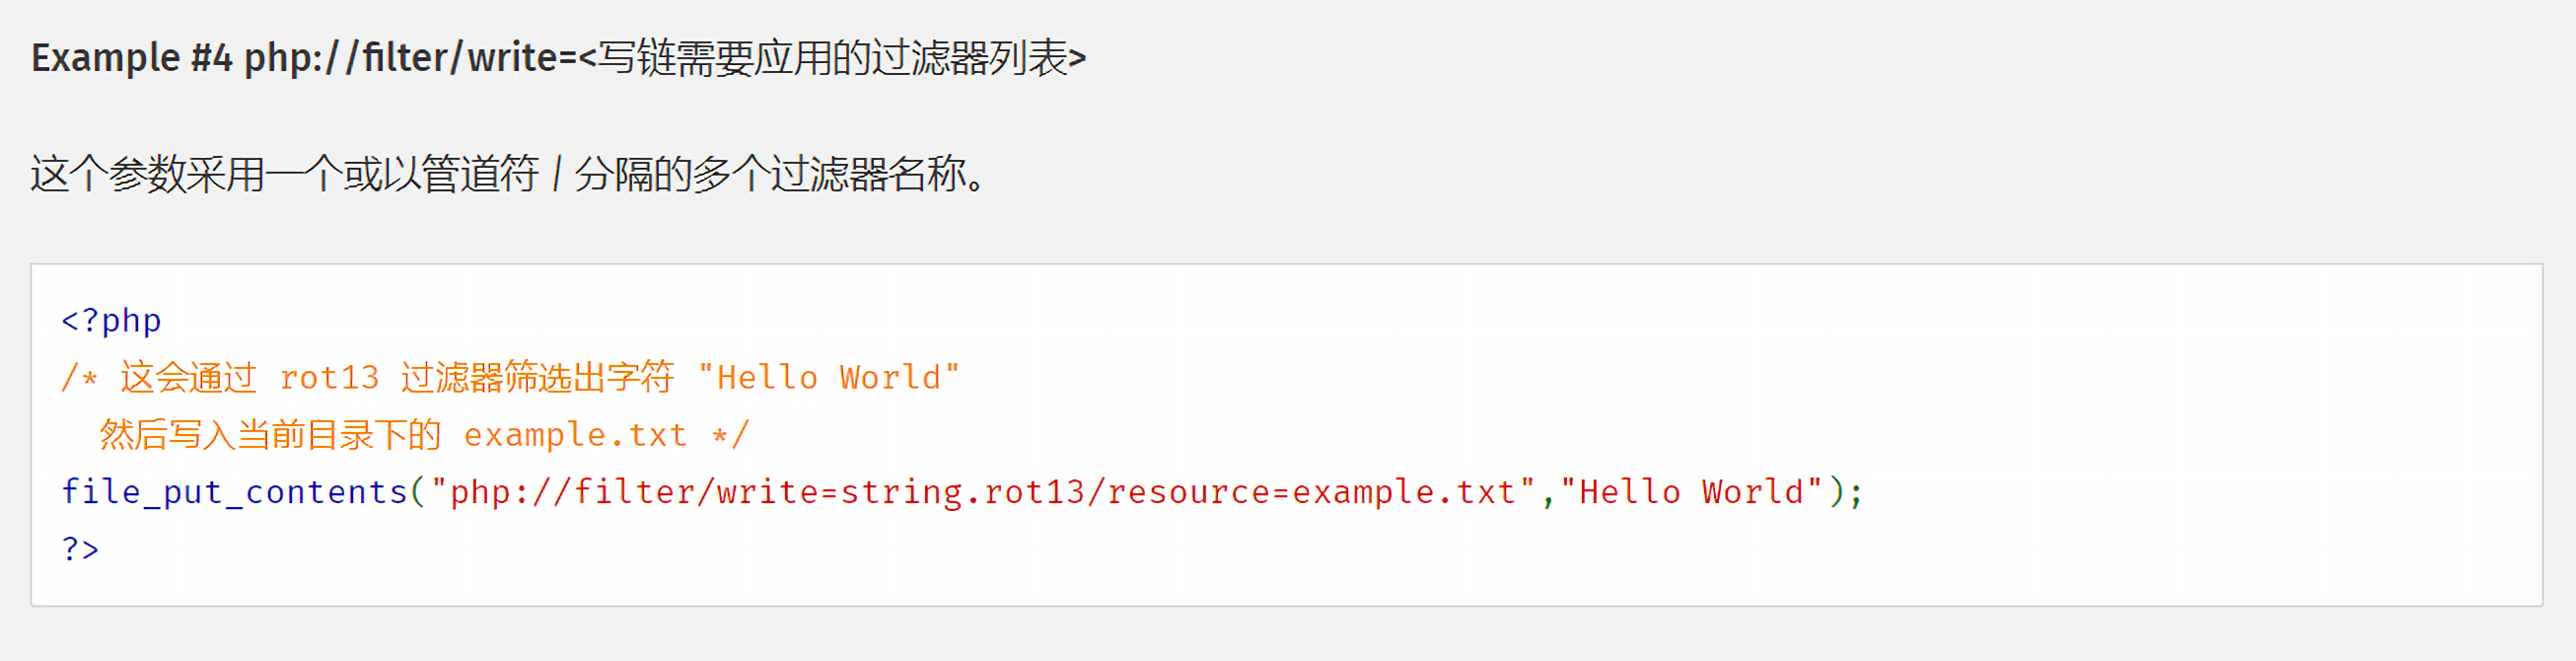 Example #4 php://filter/write=<写链需要应用的过滤器列表>
这个参数采用一个或以管道符 | 分隔的多个过滤器名称。
<?php
/* 这会通过 rot13 过滤器筛选出字符 "Hello World"
  然后写入当前目录下的 example.txt */
file_put_contents("php://filter/write=string.rot13/resource=example.txt","Hello World");
?>